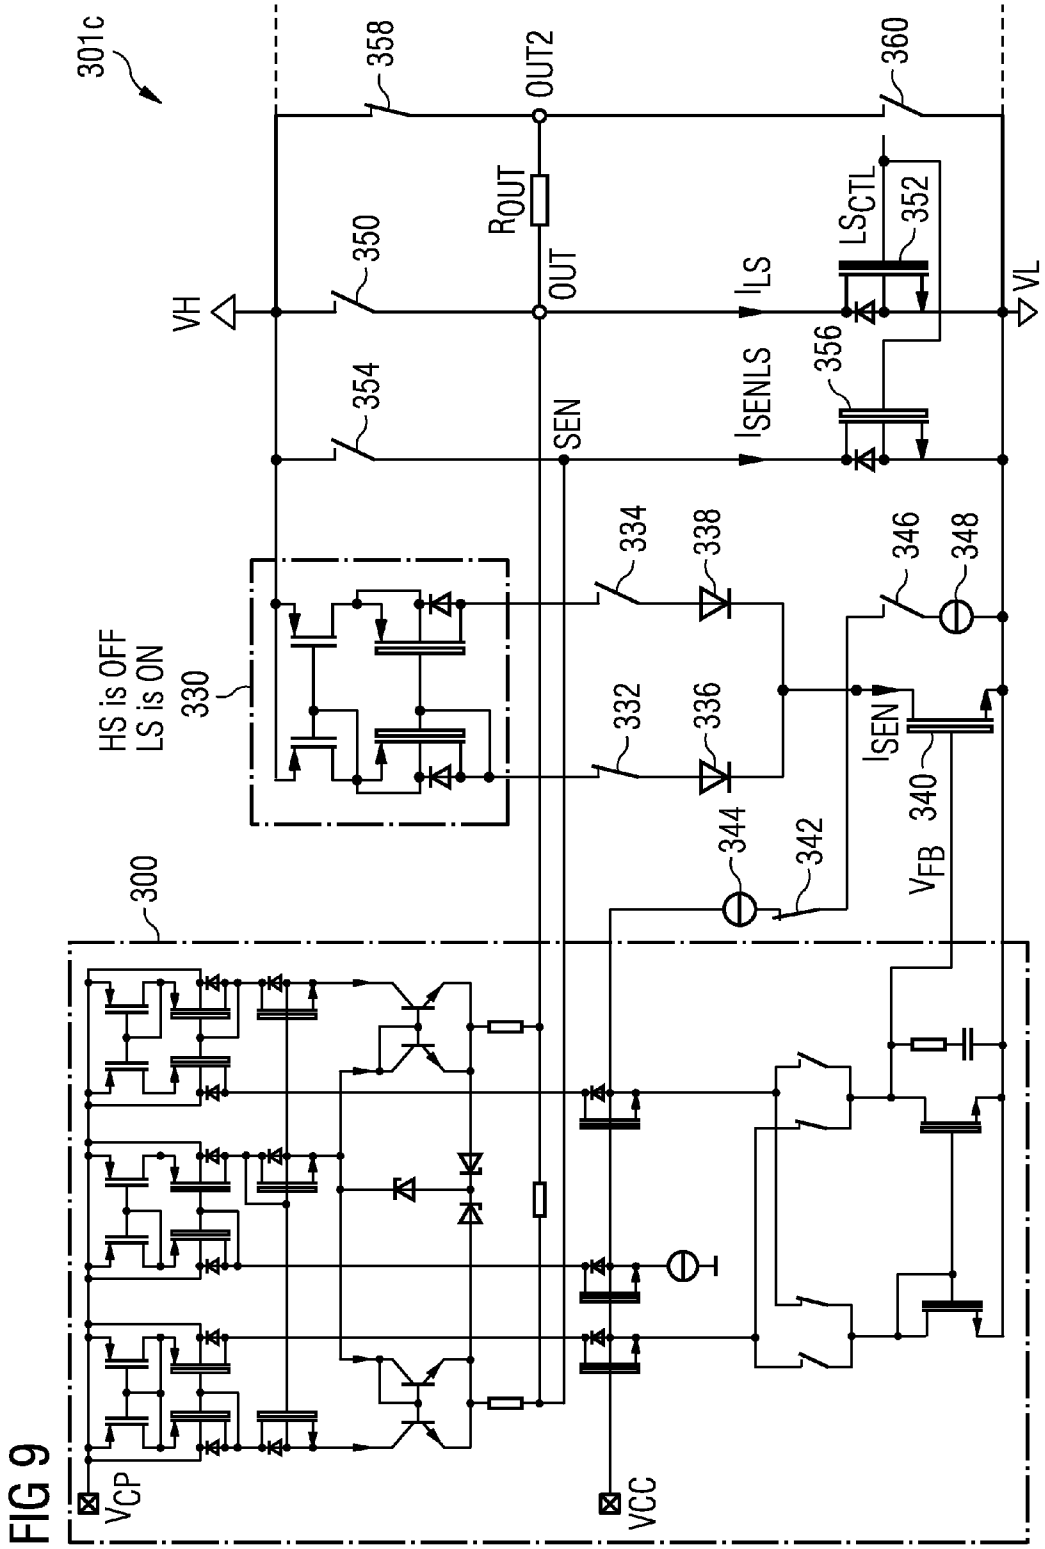 FIG 9
301c
HS is OFF
LS is ON
330
300
VCP
VCC
VH
354
350
358
SEN
OUT
ROUT
OUT2
332
334
336
338
344
342
346
348
ISEN
340
VFB
ISENLS
ILS
356
LSCTL
352
360
VL